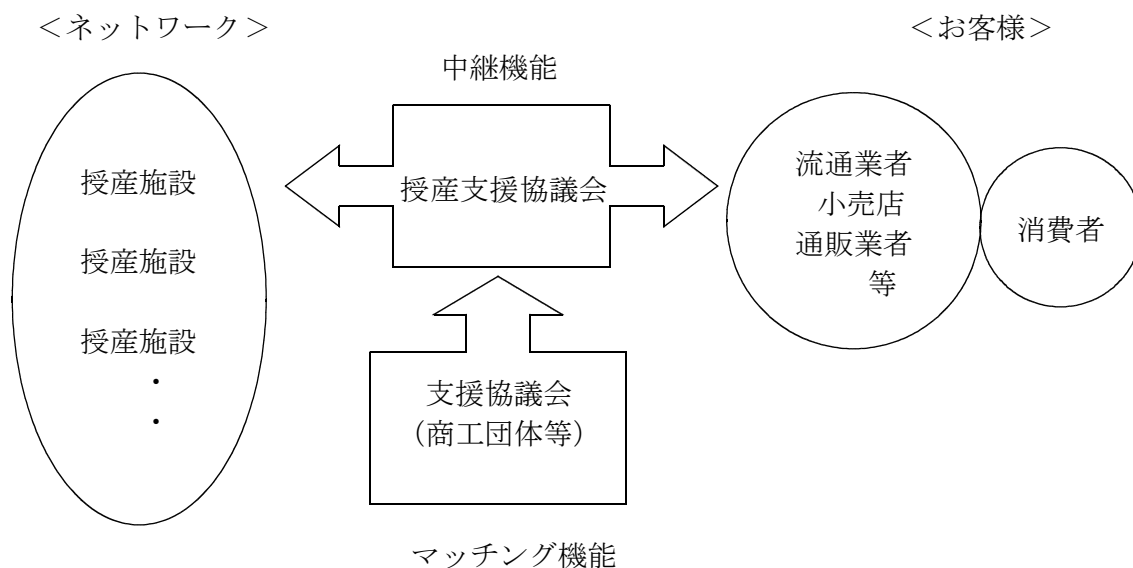 ＜ネットワーク＞
＜お客様＞
中継機能
授産施設
授産施設
授産施設
・
・
授産支援協議会
流通業者
小売店
通販業者
等
消費者
支援協議会
（商工団体等）
マッチング機能